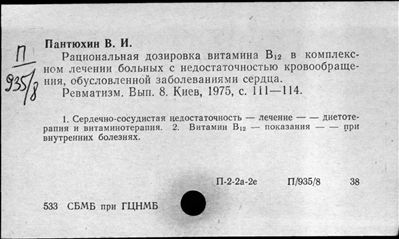 П
935/8
Пантюхин В. И.
Рациональная дозировка витамина В₁₂ в комплекс-
ном лечении больных с недостаточностью кровообраще-
ния, обусловленной заболеваниями сердца.
Ревматизм. Вып. 8. Киев, 1975, с. 111—114.
1. Сердечно-сосудистая недостаточность — лечение — — диетоте-
рапия и витаминотерапия. 2. Витамин В₁₂ — показания — — при
внутренних болезнях.
П-2-2а-2е П/935/8 38
533 СБМБ при ГЦНМБ